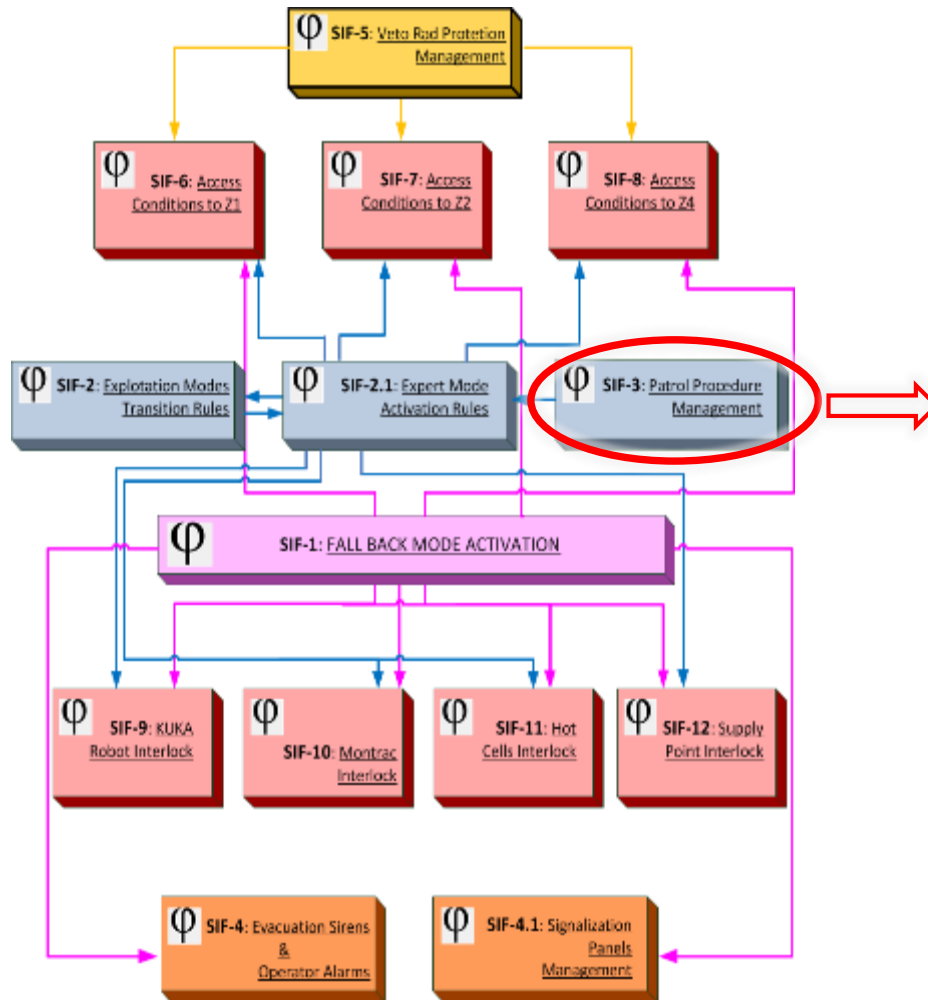 φ SIF-5: Veto Rad Protetion
Management
φ SIF-6: Access
Conditions to Z1
φ SIF-7: Access
Conditions to Z2
φ SIF-8: Access
Conditions to Z4
φ SIF-2: Explotation Modes
Transition Rules
φ SIF-2.1: Expert Mode
Activation Rules
φ SIF-3: Patrol Procedure
Management
φ SIF-1: FALL BACK MODE ACTIVATION
φ SIF-9: KUKA
Robot Interlock
φ SIF-10: Montrac
Interlock
φ SIF-11: Hot
Cells Interlock
φ SIF-12: Supply
Point Interlock
φ SIF-4: Evacuation Sirens
&
Operator Alarms
φ SIF-4.1: Signalization
Panels
Management